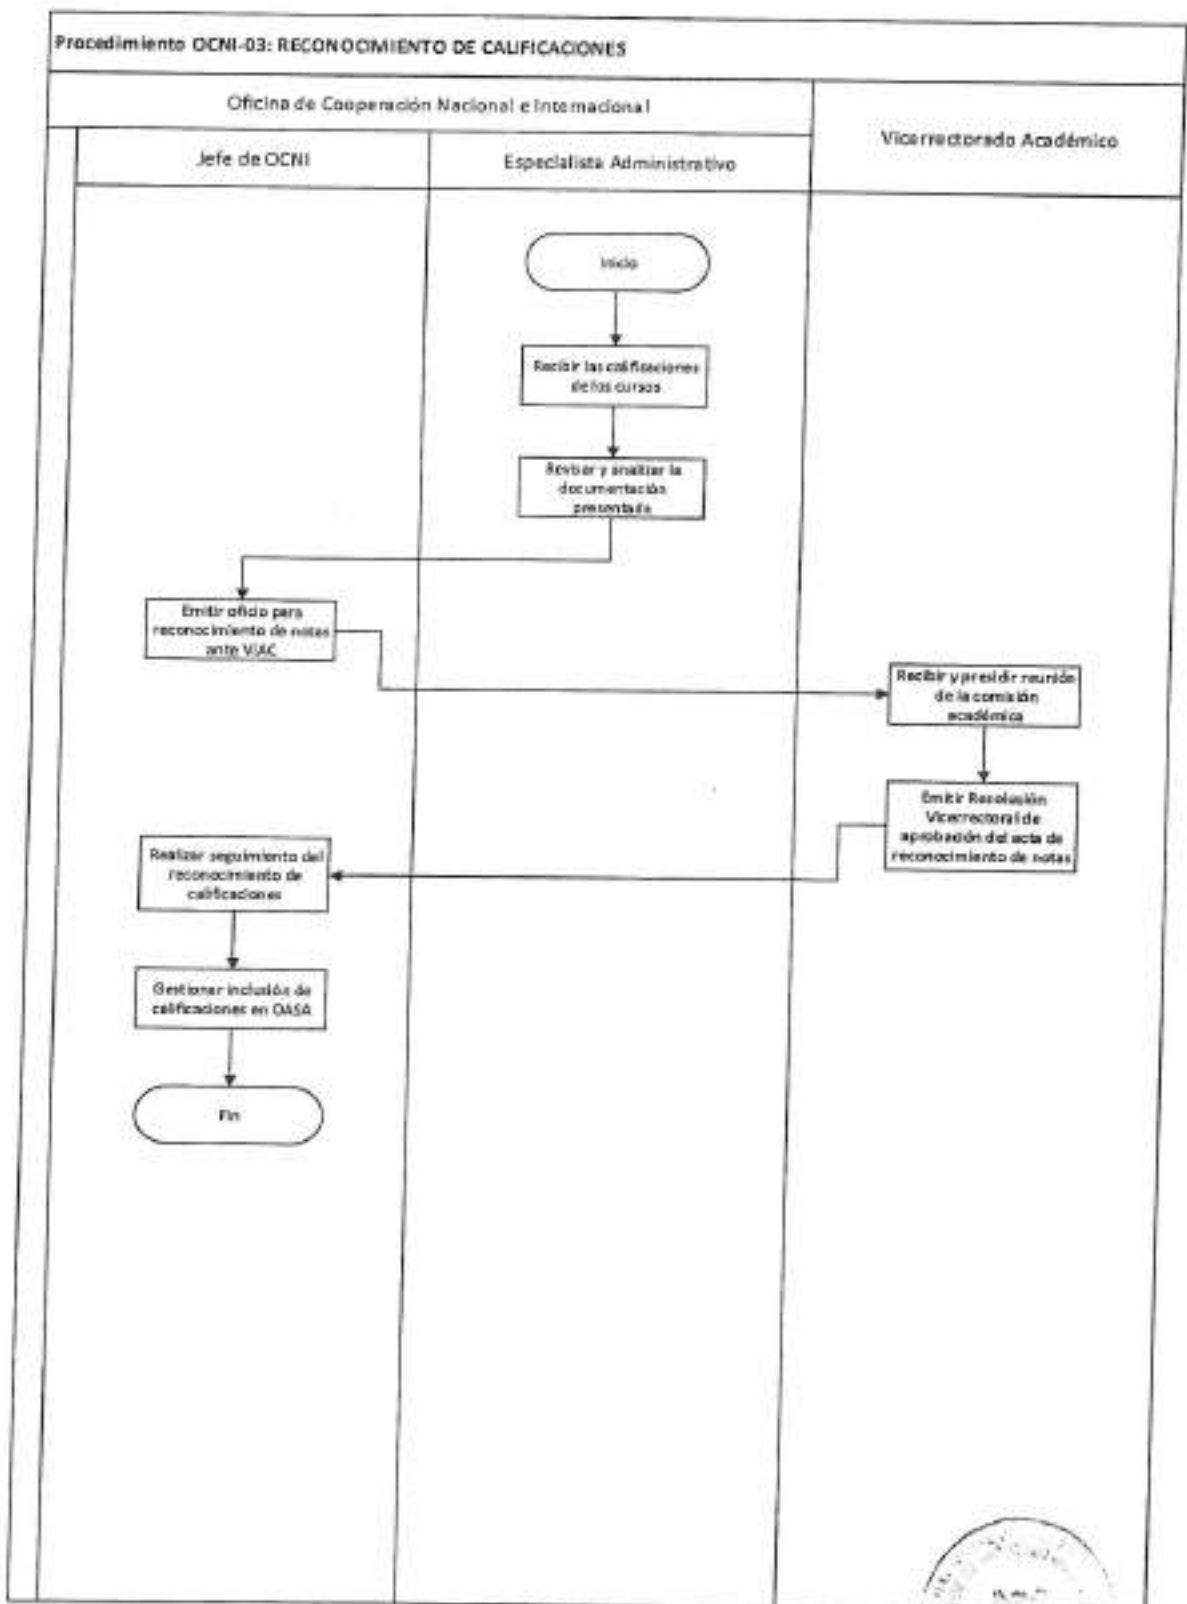 Procedimiento OCNI-03: RECONOCIMIENTO DE CALIFICACIONES
Oficina de Cooperación Nacional e Internacional
Vicerrectorado Académico
Jefe de OCNI
Especialista Administrativo
Inicio
Recibir las calificaciones
de los cursos
Revisar y analizar la
documentación
presentada
Emitir oficio para
reconocimiento de notas
ante VIAC
Recibir y presidir reunión
de la comisión
académica
Emitir Resolución
Vicerrectoral de
aprobación del acta de
reconocimiento de notas
Realizar seguimiento del
reconocimiento de
calificaciones
Gestionar inclusión de
calificaciones en OASA
Fin